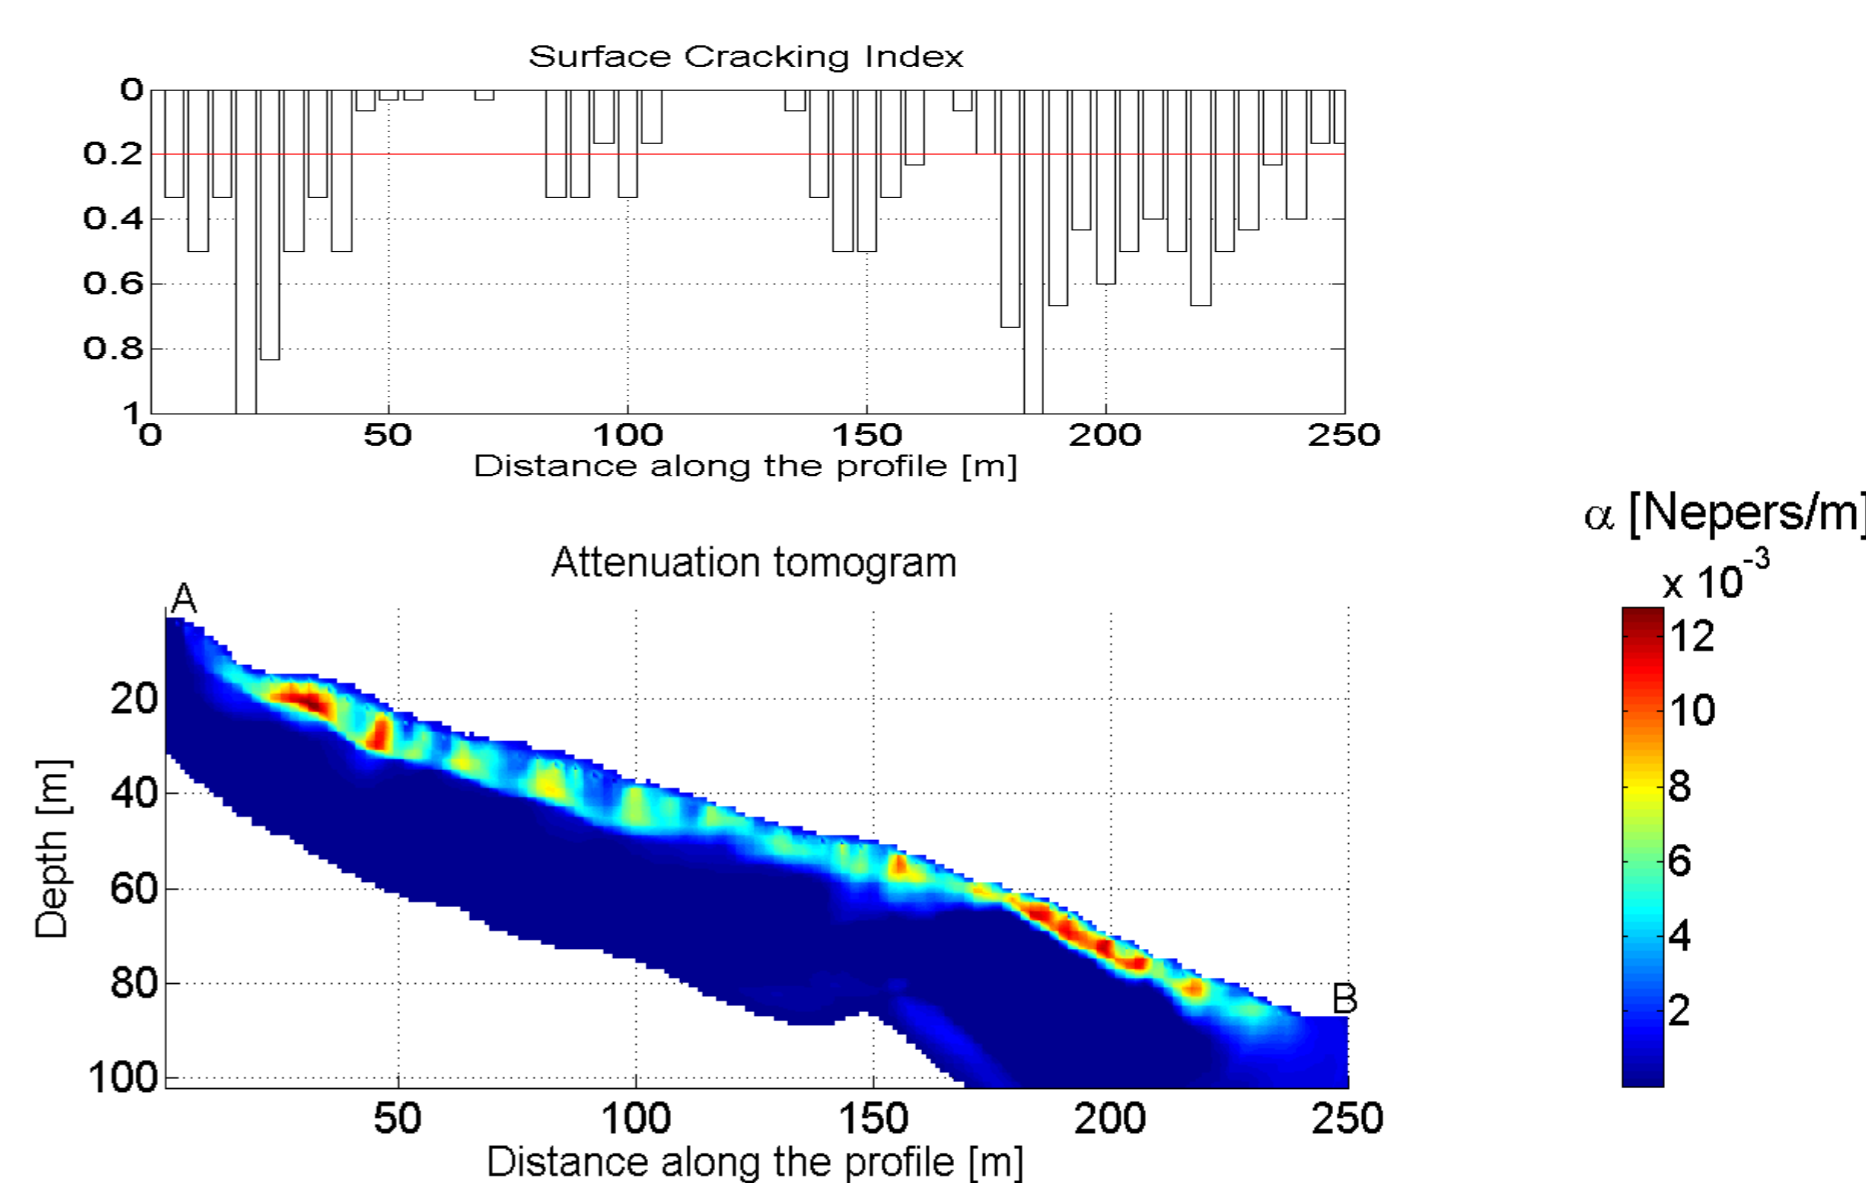 Surface Cracking Index
0
0.2
0.4
0.6
0.8
1
0 50 100 150 200 250
Distance along the profile [m]
α [Nepers/m]
x 10-3
Attenuation tomogram
A
B
20
40
60
80
100
Depth [m]
50 100 150 200 250
Distance along the profile [m]
12
10
8
6
4
2